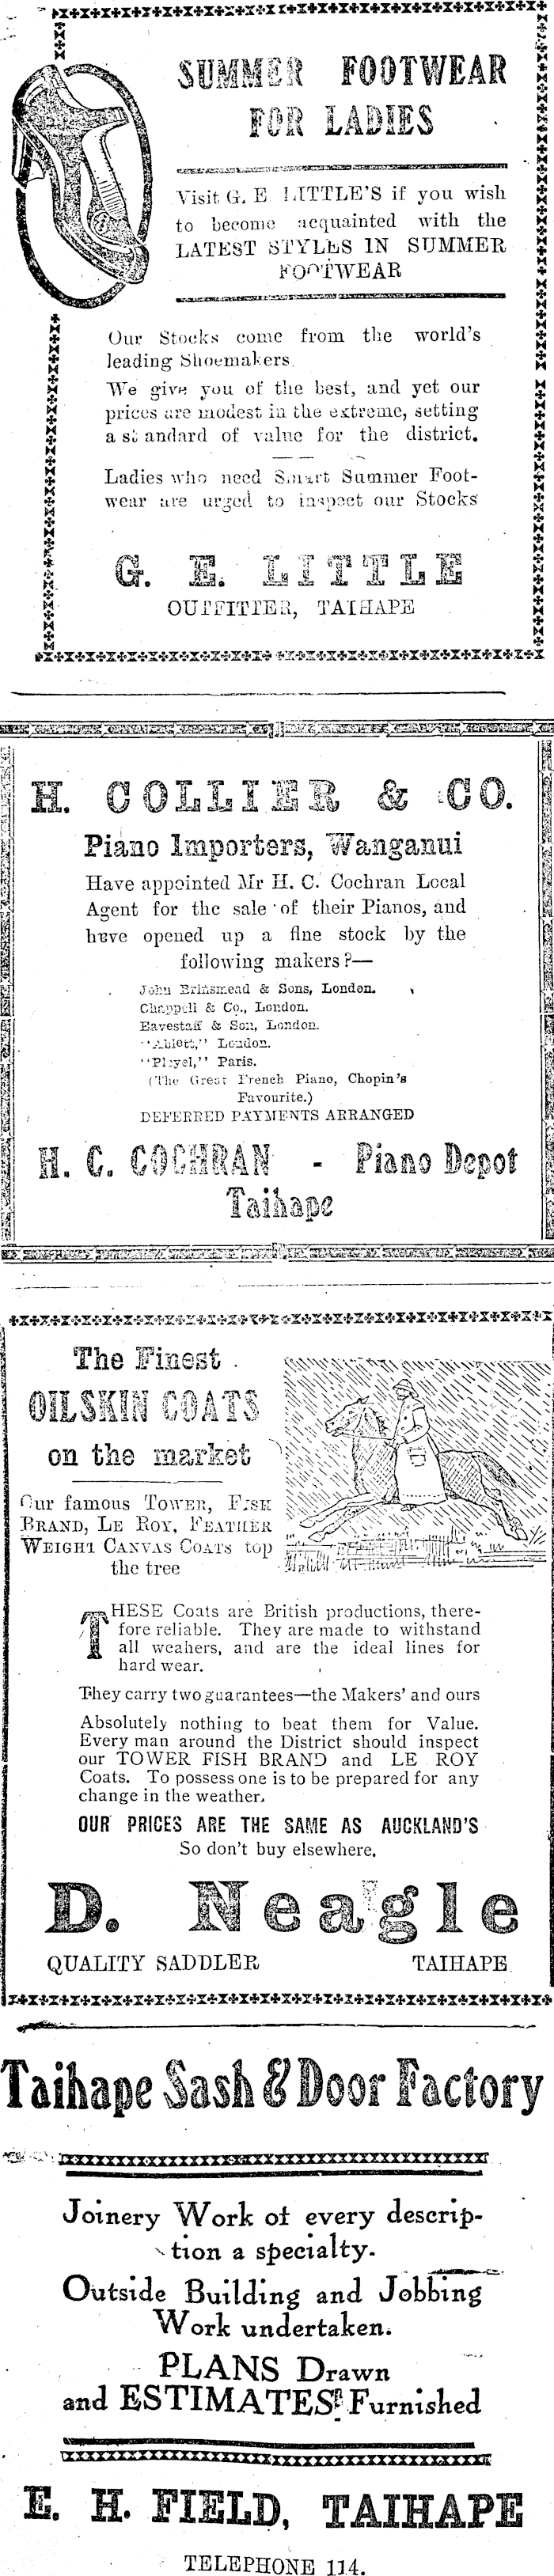 SUMMER FOOTWEAR
FOR LADIES
Visit G. E LITTLE'S if you wish
to become acquainted with the
LATEST STYLES IN SUMMER
FOOTWEAR
Our Stocks come from the world's
leading Shoemakers.
We give you of the best, and yet our
prices are modest in the extreme, setting
a standard of value for the district.
Ladies who need Smart Summer Foot-
wear are urged to inspect our Stocks
G. E. LITTLE
OUTFITTER, TAIHAPE
H. COLLIER & CO.
Piano Importers, Wanganui
Have appointed Mr H. C. Cochran Local
Agent for the sale of their Pianos, and
have opened up a fine stock by the
following makers?—
John Brinsmead & Sons, London.
Chappell & Co., London.
Eavestaff & Son, London.
"Ablett," London.
"Pleyel," Paris.
(The Great French Piano, Chopin's
Favourite.)
DEFERRED PAYMENTS ARRANGED
H. C. COCHRAN - Piano Depot
Taihape
The Finest
OILSKIN COATS
on the market
Our famous TOWER, FISH
BRAND, LE ROY, FEATHER
WEIGHT CANVAS COATS top
the tree
THESE Coats are British productions, there-
fore reliable. They are made to withstand
all weahers, and are the ideal lines for
hard wear.
They carry two guarantees—the Makers' and ours
Absolutely nothing to beat them for Value.
Every man around the District should inspect
our TOWER FISH BRAND and LE ROY
Coats. To possess one is to be prepared for any
change in the weather.
OUR PRICES ARE THE SAME AS AUCKLAND'S
So don't buy elsewhere.
D. Neagle
QUALITY SADDLER TAIHAPE.
Taihape Sash & Door Factory
Joinery Work of every descrip-
tion a specialty.
Outside Building and Jobbing
Work undertaken.
PLANS Drawn
and ESTIMATES Furnished
E. H. FIELD, TAIHAPE
TELEPHONE 114.